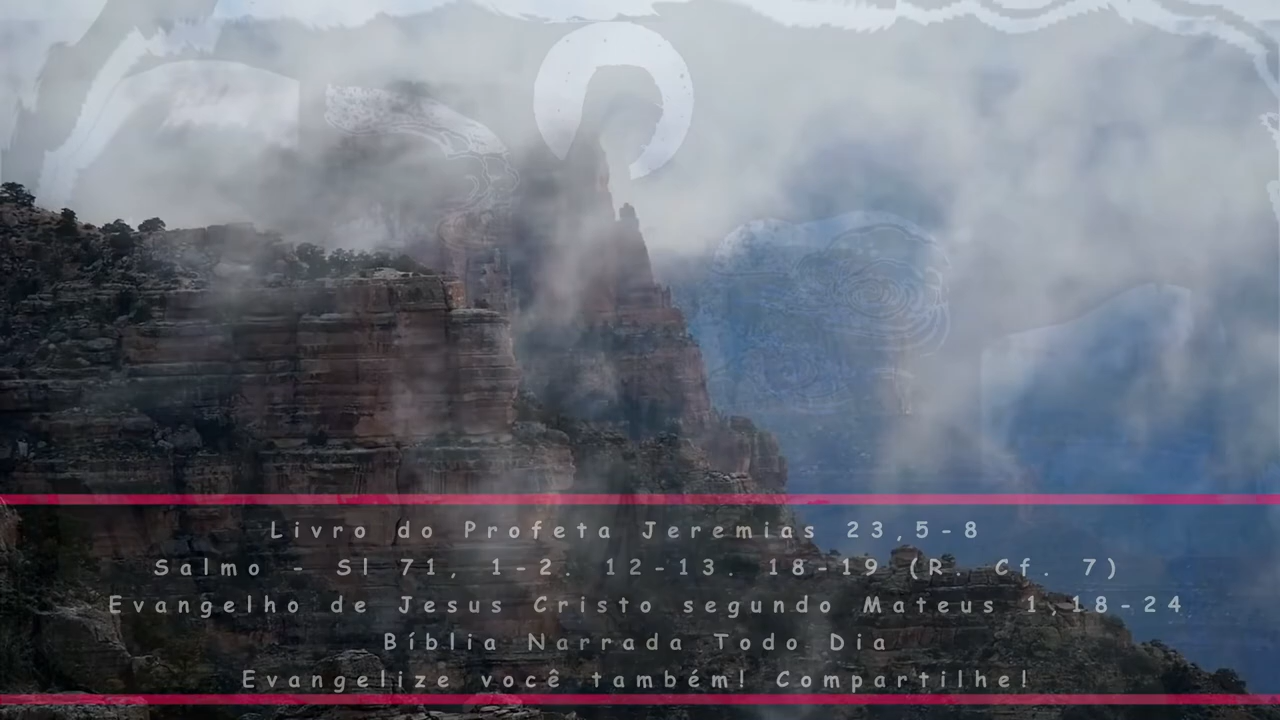 Livro do Profeta Jeremias 23,5-8
Salmo - Sl 71, 1-2. 12-13. 18-19 (R. Cf. 7)
Evangelho de Jesus Cristo segundo Mateus 1,18-24
Bíblia Narrada Todo Dia
Evangelize você também! Compartilhe!